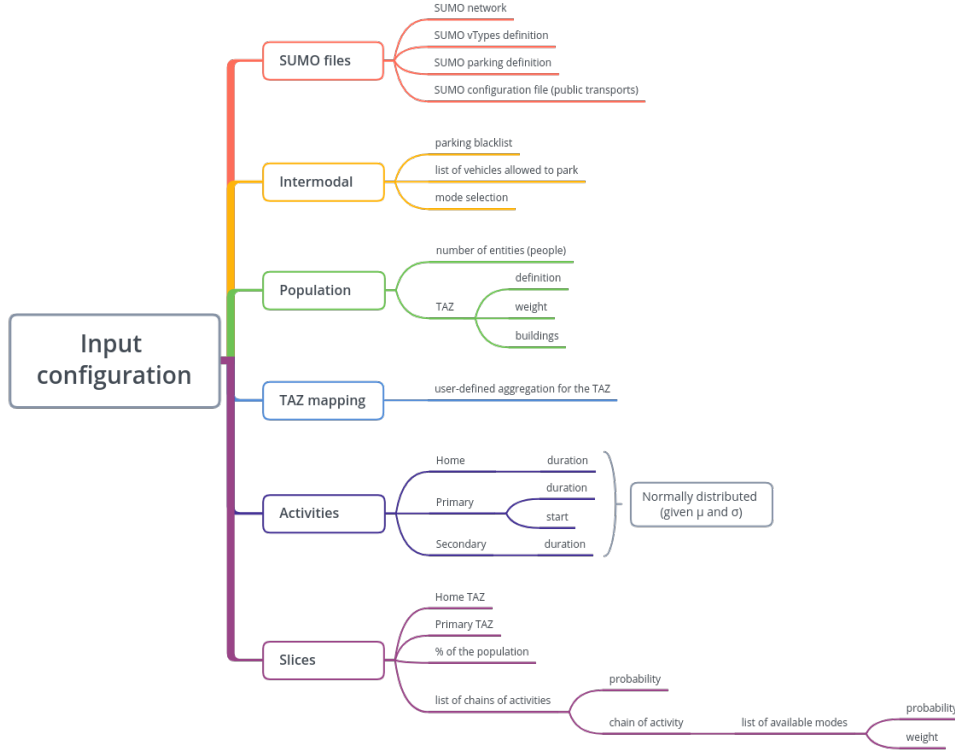 Input
configuration
SUMO files
SUMO network
SUMO vTypes definition
SUMO parking definition
SUMO configuration file (public transports)
Intermodal
parking blacklist
list of vehicles allowed to park
mode selection
Population
number of entities (people)
TAZ
definition
weight
buildings
TAZ mapping
user-defined aggregation for the TAZ
Activities
Home
duration
Primary
duration
start
Secondary
duration
Normally distributed
(given μ and σ)
Slices
Home TAZ
Primary TAZ
% of the population
list of chains of activities
probability
chain of activity
list of available modes
probability
weight